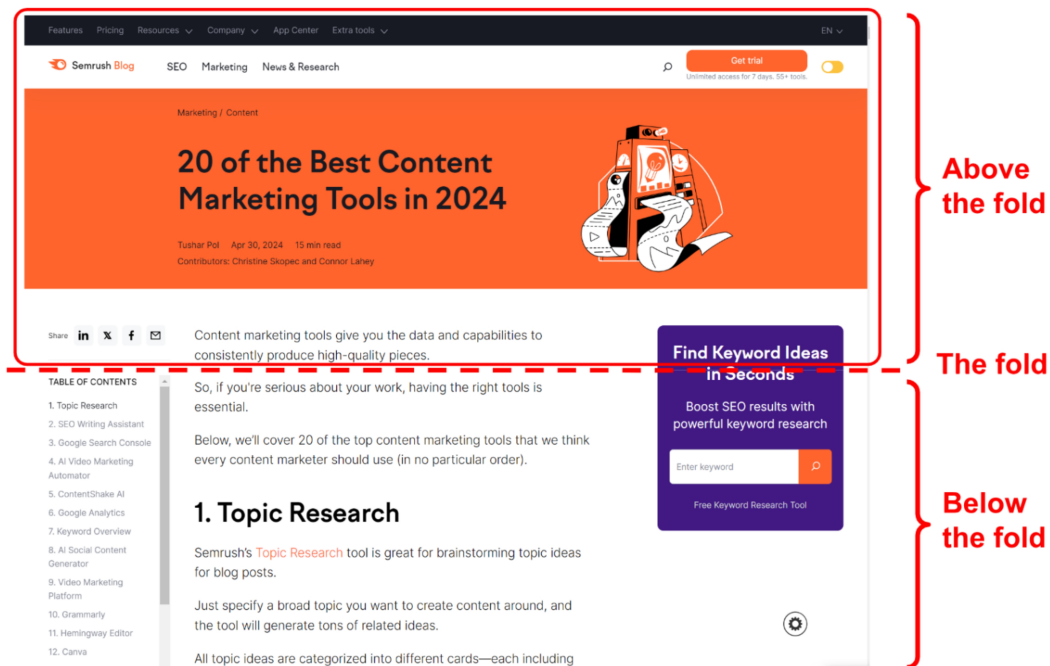 Features Pricing Resources Company App Center Extra tools EN
Semrush Blog SEO Marketing News & Research Get trial
Unlimited access for 7 days. 55+ tools.
Marketing / Content
20 of the Best Content
Marketing Tools in 2024
Tushar Pol Apr 30, 2024 15 min read
Contributors: Christine Skopec and Connor Lahey
Above
the fold
Share in X f
Content marketing tools give you the data and capabilities to
consistently produce high-quality pieces.
Find Keyword Ideas
in Seconds
Boost SEO results with
powerful keyword research
Enter keyword
Free Keyword Research Tool
The fold
TABLE OF CONTENTS
1. Topic Research
2. SEO Writing Assistant
3. Google Search Console
4. AI Video Marketing
Automator
5. ContentShake AI
6. Google Analytics
7. Keyword Overview
8. AI Social Content
Generator
9. Video Marketing
Platform
10. Grammarly
11. Hemingway Editor
12. Canva
So, if you're serious about your work, having the right tools is
essential.
Below, we'll cover 20 of the top content marketing tools that we think
every content marketer should use (in no particular order).
1. Topic Research
Semrush's Topic Research tool is great for brainstorming topic ideas
for blog posts.
Just specify a broad topic you want to create content around, and
the tool will generate tons of related ideas.
All topic ideas are categorized into different cards—each including
Below
the fold